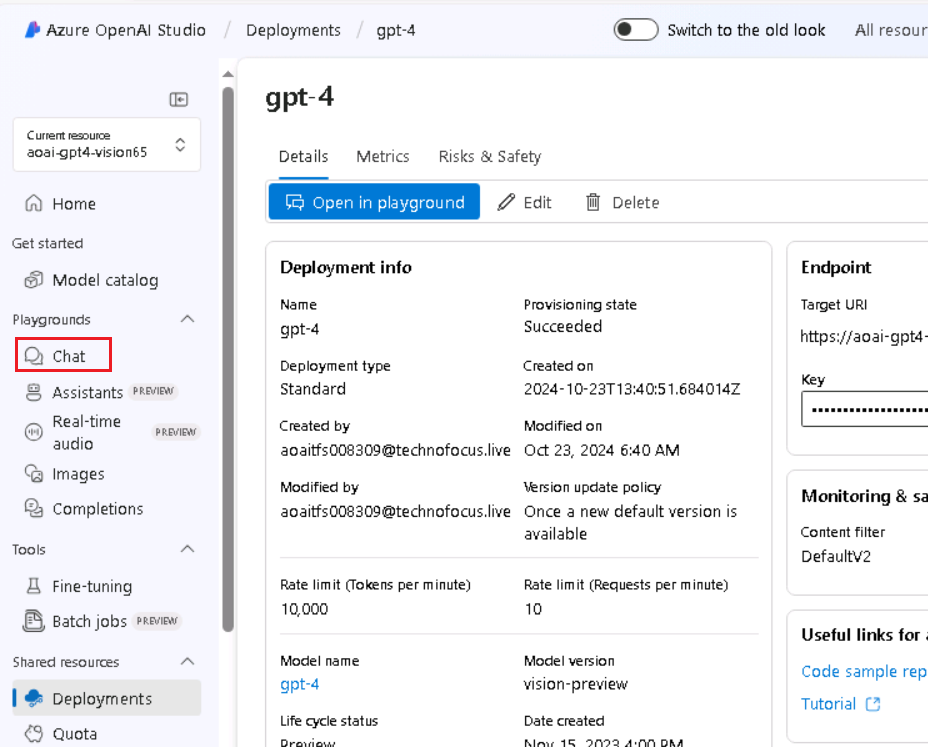 Azure OpenAI Studio / Deployments / gpt-4
Switch to the old look
All resour
Current resource
aoai-gpt4-vision65
Home
Get started
Model catalog
Playgrounds
Chat
Assistants PREVIEW
Real-time
audio
PREVIEW
Images
Completions
Tools
Fine-tuning
Batch jobs PREVIEW
Shared resources
Deployments
Quota
gpt-4
Details Metrics Risks & Safety
Open in playground Edit Delete
Deployment info
Name
gpt-4
Provisioning state
Succeeded
Deployment type
Standard
Created on
2024-10-23T13:40:51.684014Z
Created by
aoaitfs008309@technofocus.live
Modified on
Oct 23, 2024 6:40 AM
Modified by
aoaitfs008309@technofocus.live
Version update policy
Once a new default version is
available
Rate limit (Tokens per minute)
10,000
Rate limit (Requests per minute)
10
Model name
gpt-4
Model version
vision-preview
Life cycle status
Preview
Date created
Nov 15, 2023 4:00 PM
Endpoint
Target URI
https://aoai-gpt4-
Key
Monitoring & sa
Content filter
DefaultV2
Useful links for a
Code sample rep
Tutorial